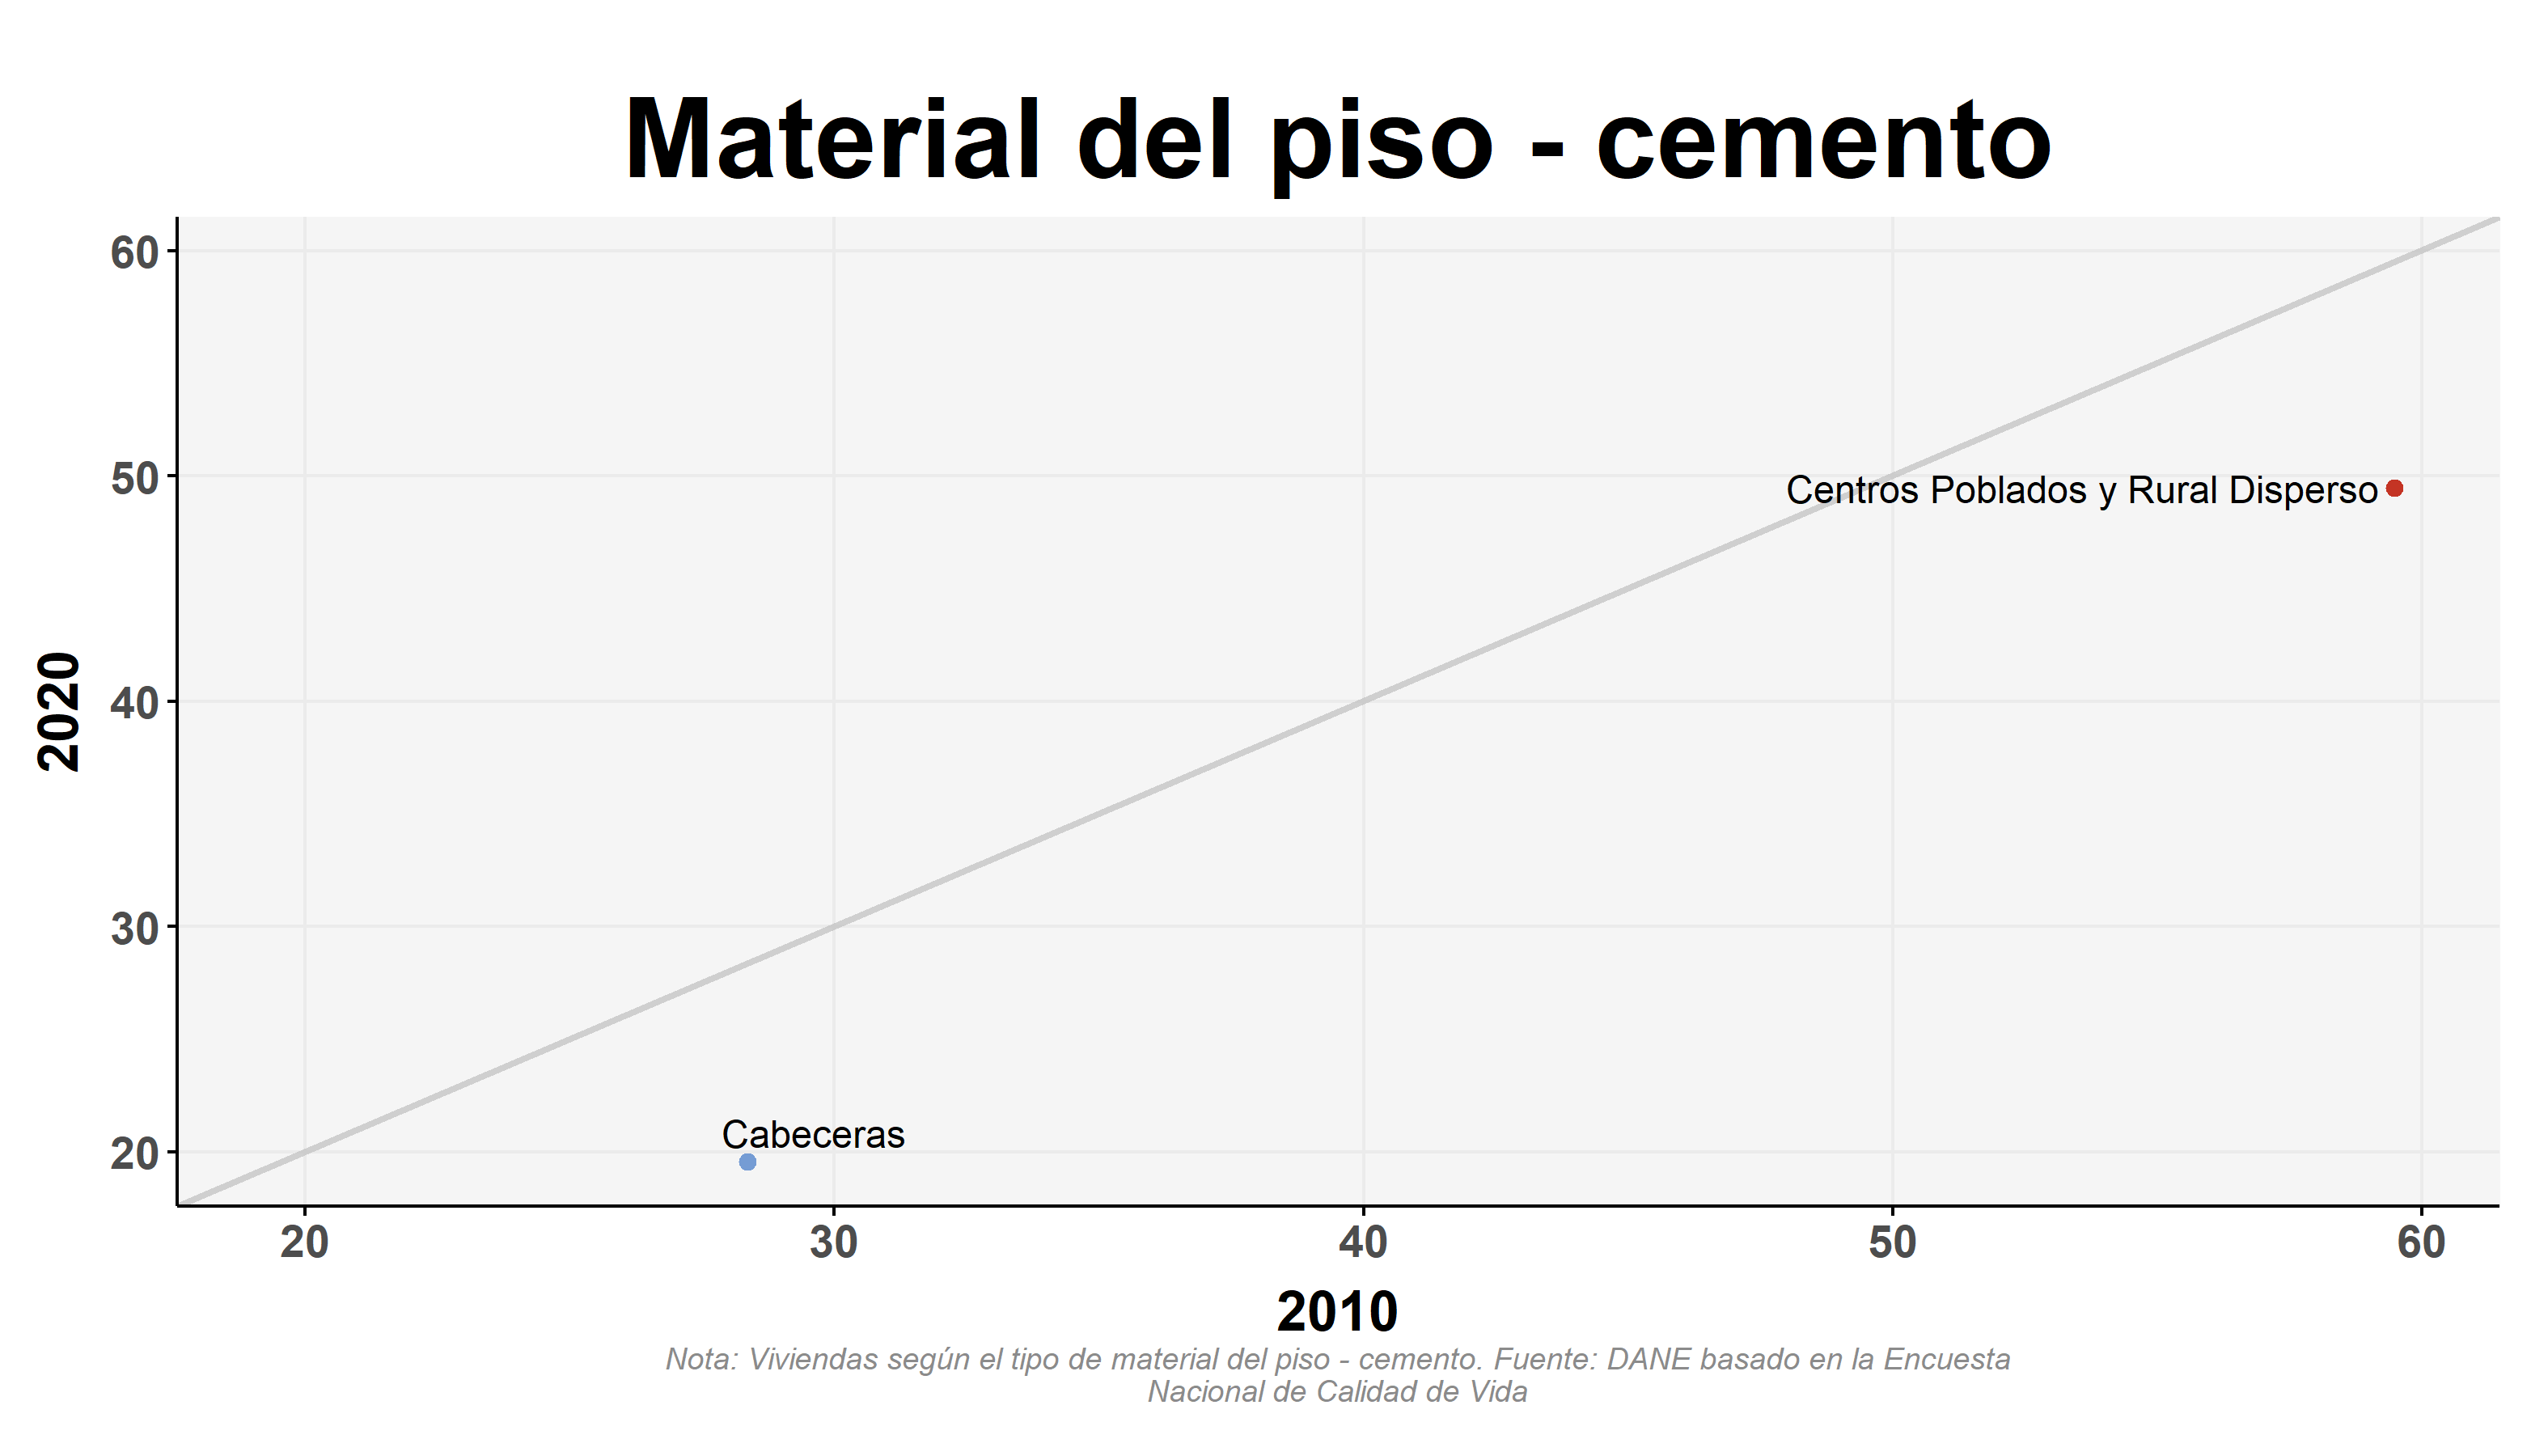 Material del piso - cemento
60
50
40
30
20
2020
Centros Poblados y Rural Disperso
Cabeceras
20 30 40 50 60
2010
Nota: Viviendas según el tipo de material del piso - cemento. Fuente: DANE basado en la Encuesta
Nacional de Calidad de Vida